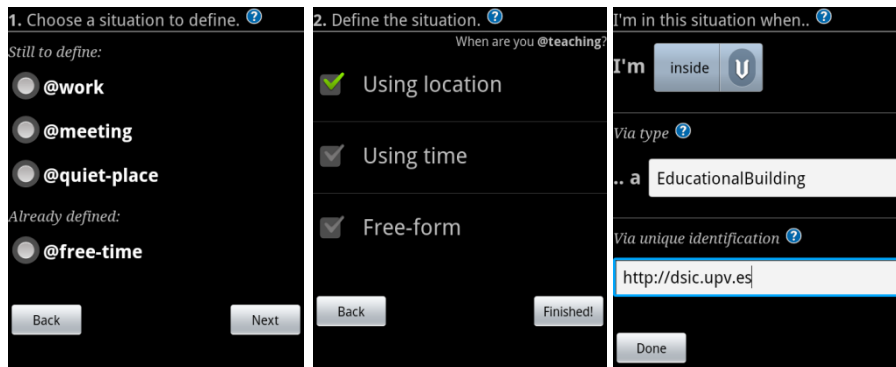 1. Choose a situation to define. ?
Still to define:
@work
@meeting
@quiet-place
Already defined:
@free-time
Back
Next
2. Define the situation. ?
When are you @teaching?
Using location
Using time
Free-form
Back
Finished!
I'm in this situation when.. ?
I'm inside
Via type ?
.. a EducationalBuilding
Via unique identification ?
http://dsic.upv.es
Done